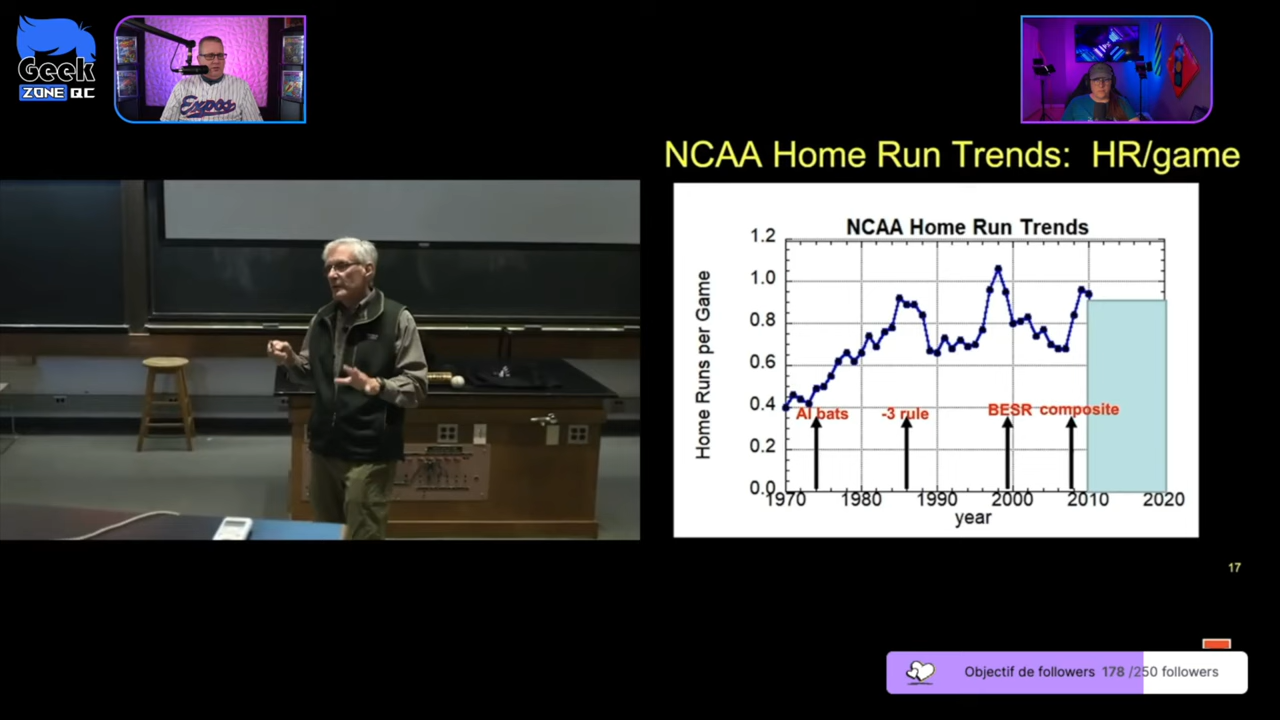 Geek
ZONE QC
Expos
NCAA Home Run Trends: HR/game
NCAA Home Run Trends
Home Runs per Game
1.2
1.0
0.8
0.6
0.4
0.2
0.0
Al bats
-3 rule
BESR
composite
1970
1980
1990
2000
2010
2020
year
17
Objectif de followers 178 /250 followers